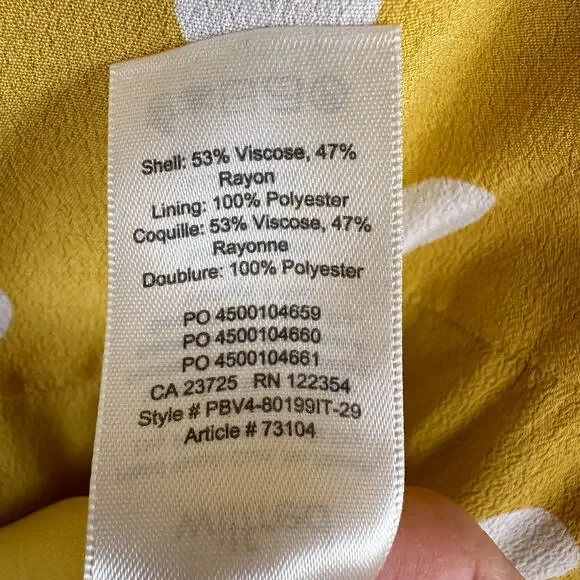 Shell: 53% Viscose, 47%
Rayon
Lining: 100% Polyester
Coquille: 53% Viscose, 47%
Rayonne
Doublure: 100% Polyester
PO 4500104659
PO 4500104660
PO 4500104661
CA 23725 RN 122354
Style # PBV4-80199IT-29
Article # 73104